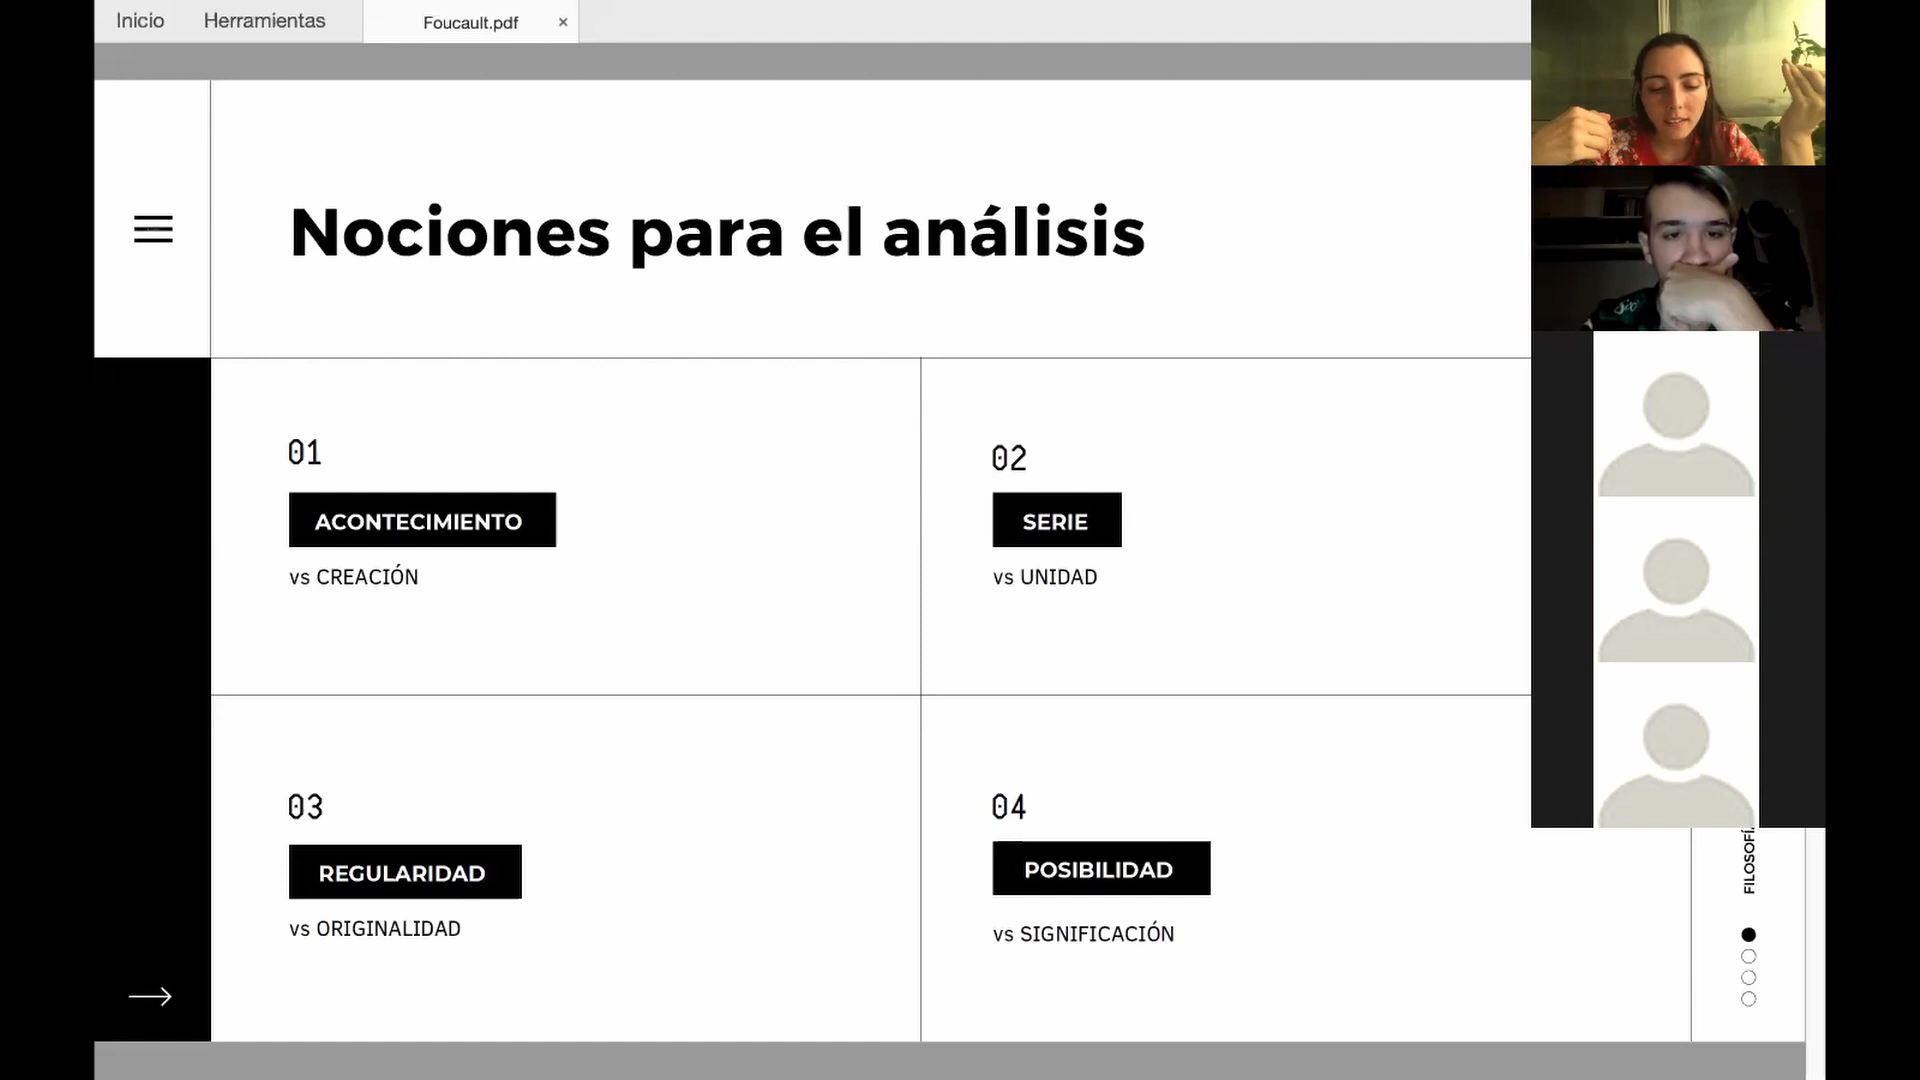 Inicio Herramientas Foucault.pdf ×
Nociones para el análisis
01
ACONTECIMIENTO
vs CREACIÓN
02
SERIE
vs UNIDAD
03
REGULARIDAD
vs ORIGINALIDAD
04
POSIBILIDAD
vs SIGNIFICACIÓN